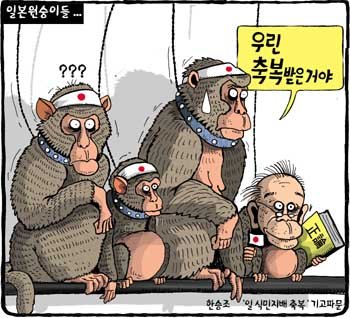 일본원숭이들 ...
???
우린
축복받은거야
正論
한승조 '일 식민지배 축복' 기고파문